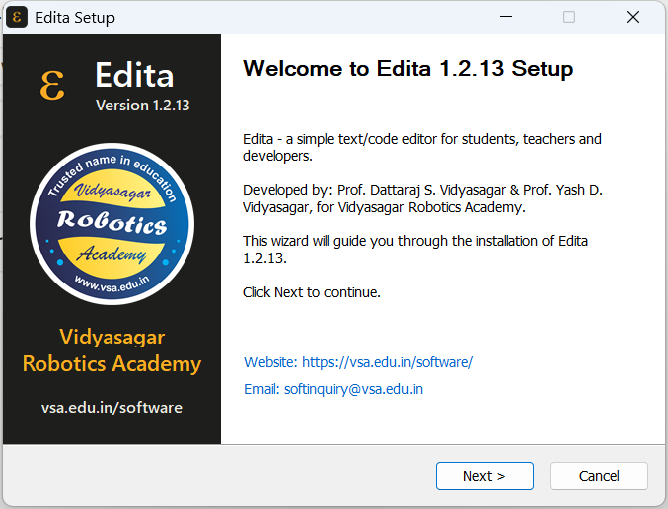 Edita Setup
ε Edita
Version 1.2.13
Trusted name in education
Vidyasagar
Robotics
Academy
www.vsa.edu.in
Vidyasagar
Robotics Academy
vsa.edu.in/software
Welcome to Edita 1.2.13 Setup
Edita - a simple text/code editor for students, teachers and
developers.
Developed by: Prof. Dattaraj S. Vidyasagar & Prof. Yash D.
Vidyasagar, for Vidyasagar Robotics Academy.
This wizard will guide you through the installation of Edita
1.2.13.
Click Next to continue.
Website: https://vsa.edu.in/software/
Email: softinquiry@vsa.edu.in
Next >
Cancel